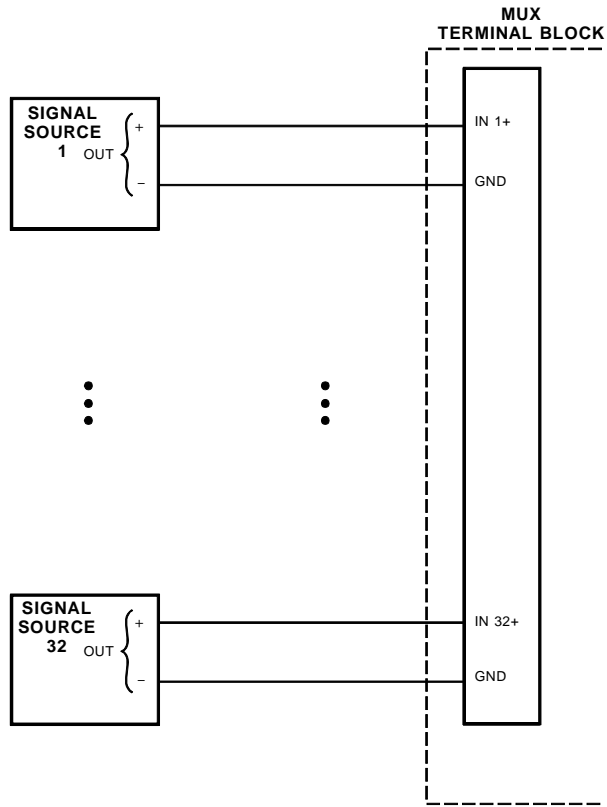 MUX
TERMINAL BLOCK
SIGNAL
SOURCE
1 OUT
+
−
IN 1+
GND
SIGNAL
SOURCE
32 OUT
+
−
IN 32+
GND